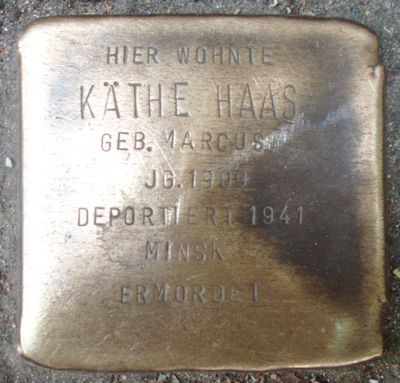 HIER WOHNTE
KÄTHE HAAS
GEB. MARCUS
JG. 1909
DEPORTIERT 1941
MINSK
ERMORDET